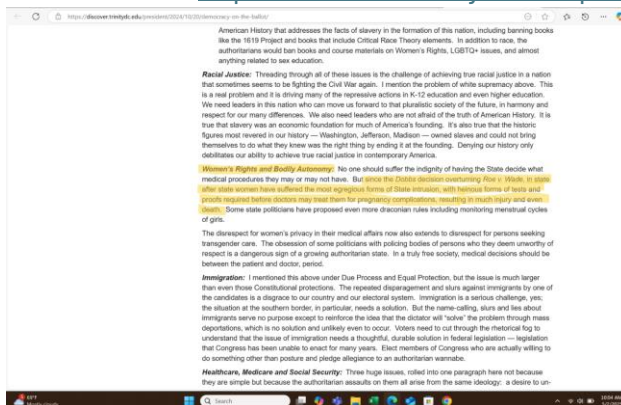 https://discover.trinitydc.edu/president/2024/10/20/democracy-on-the-ballot/
American History that addresses the facts of slavery in the formation of this nation, including banning books
like the 1619 Project and books that include Critical Race Theory elements. In addition to race, the
authoritarians would ban books and course materials on Women's Rights, LGBTQ+ issues, and almost
anything related to sex education.
Racial Justice: Threading through all of these issues is the challenge of achieving true racial justice in a nation
that sometimes seems to be fighting the Civil War again. I mention the problem of white supremacy above. This
is a real problem and it is driving many of the repressive actions in K-12 education and even higher education.
We need leaders in this nation who can move us forward to that pluralistic society of the future, in harmony and
respect for our many differences. We also need leaders who are not afraid of the truth of American History. It is
true that slavery was an economic foundation for much of America's founding. It's also true that the historic
figures most revered in our history — Washington, Jefferson, Madison — owned slaves and could not bring
themselves to do what they knew was the right thing by ending it at the founding. Denying our history only
debilitates our ability to achieve true racial justice in contemporary America.
Women's Rights and Bodily Autonomy: No one should suffer the indignity of having the State decide what
medical procedures they may or may not have. But since the Dobbs decision overturning Roe v. Wade, in state
after state women have suffered the most egregious forms of State intrusion, with heinous forms of tests and
proofs required before doctors may treat them for pregnancy complications, resulting in much injury and even
death. Some state politicians have proposed even more draconian rules including monitoring menstrual cycles
of girls.
The disrespect for women's privacy in their medical affairs now also extends to disrespect for persons seeking
transgender care. The obsession of some politicians with policing bodies of persons who they deem unworthy of
respect is a dangerous sign of a growing authoritarian state. In a truly free society, medical decisions should be
between the patient and doctor, period.
Immigration: I mentioned this above under Due Process and Equal Protection, but the issue is much larger
than even those Constitutional protections. The repeated disparagement and slurs against immigrants by one of
the candidates is a disgrace to our country and our electoral system. Immigration is a serious challenge, yes;
the situation at the southern border, in particular, needs a solution. But the name-calling, slurs and lies about
immigrants serve no purpose except to reinforce the idea that the dictator will "solve" the problem through mass
deportations, which is no solution and unlikely even to occur. Voters need to cut through the rhetorical fog to
understand that the issue of immigration needs a thoughtful, durable solution in federal legislation — legislation
that Congress has been unable to enact for many years. Elect members of Congress who are actually willing to
do something other than posture and pledge allegiance to an authoritarian wannabe.
Healthcare, Medicare and Social Security: Three huge issues, rolled into one paragraph here not because
they are simple but because the authoritarian assaults on them all arise from the same ideology: a desire to un-
Search